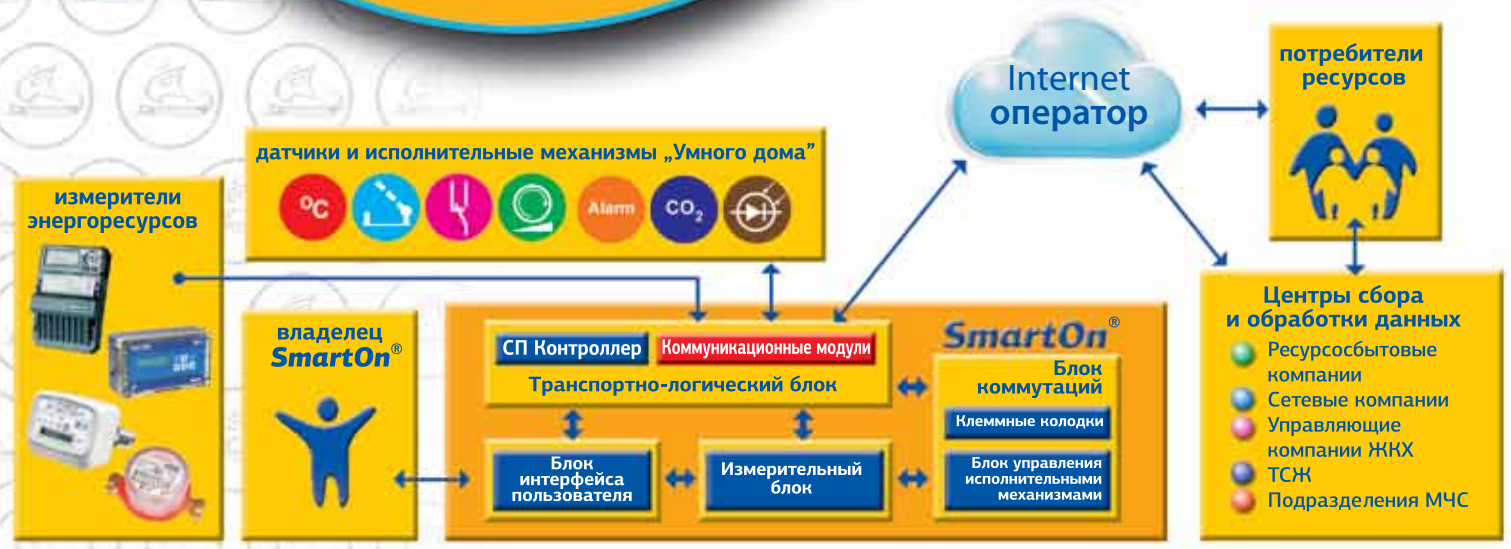 Internet
оператор
потребители
ресурсов
датчики и исполнительные механизмы „Умного дома”
°C
Alarm
CO₂
измерители
энергоресурсов
владелец
SmartOn®
SmartOn®
СП Контроллер
Коммуникационные модули
Транспортно-логический блок
Блок
коммутаций
Клеммные колодки
Блок управления
исполнительными
механизмами
Блок
интерфейса
пользователя
Измерительный
блок
Центры сбора
и обработки данных
Ресурсосбытовые
компании
Сетевые компании
Управляющие
компании ЖКХ
ТСЖ
Подразделения МЧС